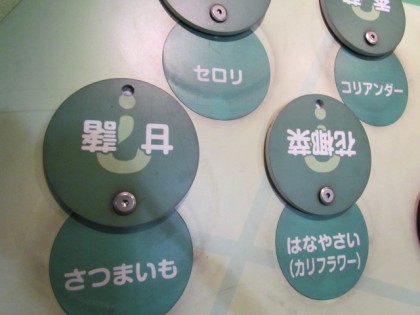 セロリ
コリアンダー
甘藷
花椰菜
さつまいも
はなやさい
(カリフラワー)